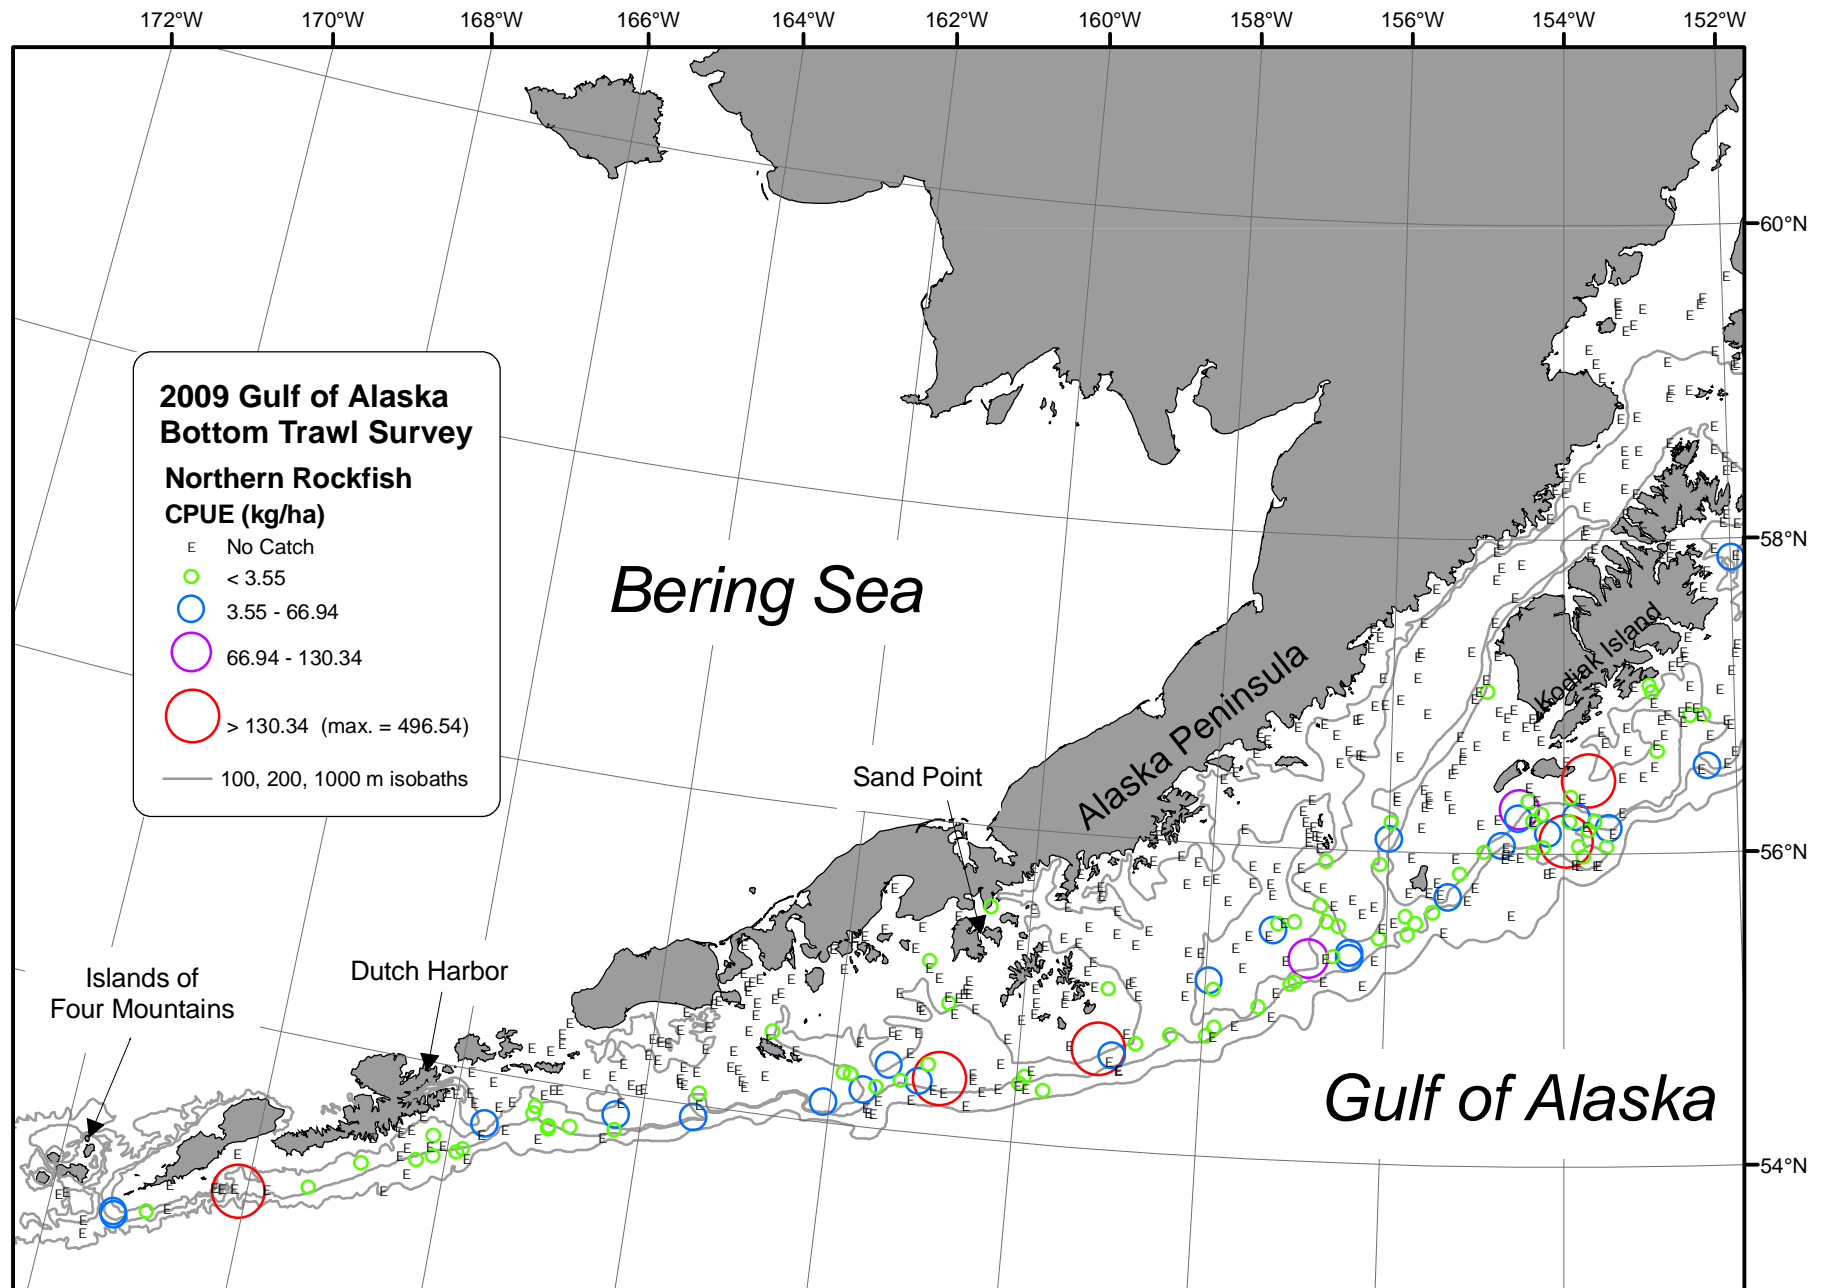 172°W 170°W 168°W 166°W 164°W 162°W 160°W 158°W 156°W 154°W 152°W
60°N
58°N
56°N
54°N
2009 Gulf of Alaska
Bottom Trawl Survey
Northern Rockfish
CPUE (kg/ha)
E No Catch
< 3.55
3.55 - 66.94
66.94 - 130.34
> 130.34 (max. = 496.54)
100, 200, 1000 m isobaths
Bering Sea
Alaska Peninsula
Kodiak Island
Sand Point
Dutch Harbor
Islands of
Four Mountains
Gulf of Alaska